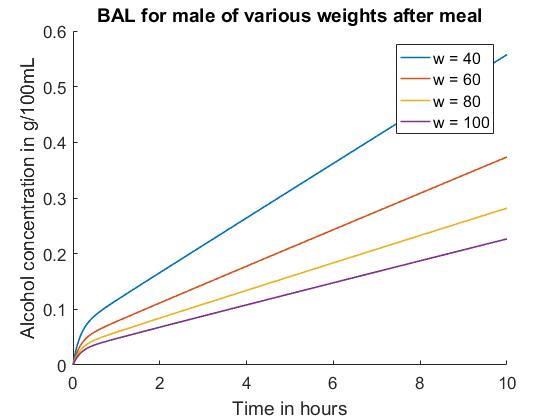 BAL for male of various weights after meal
0.6
0.5
0.4
0.3
0.2
0.1
0
Alcohol concentration in g/100mL
w = 40
w = 60
w = 80
w = 100
0 2 4 6 8 10
Time in hours